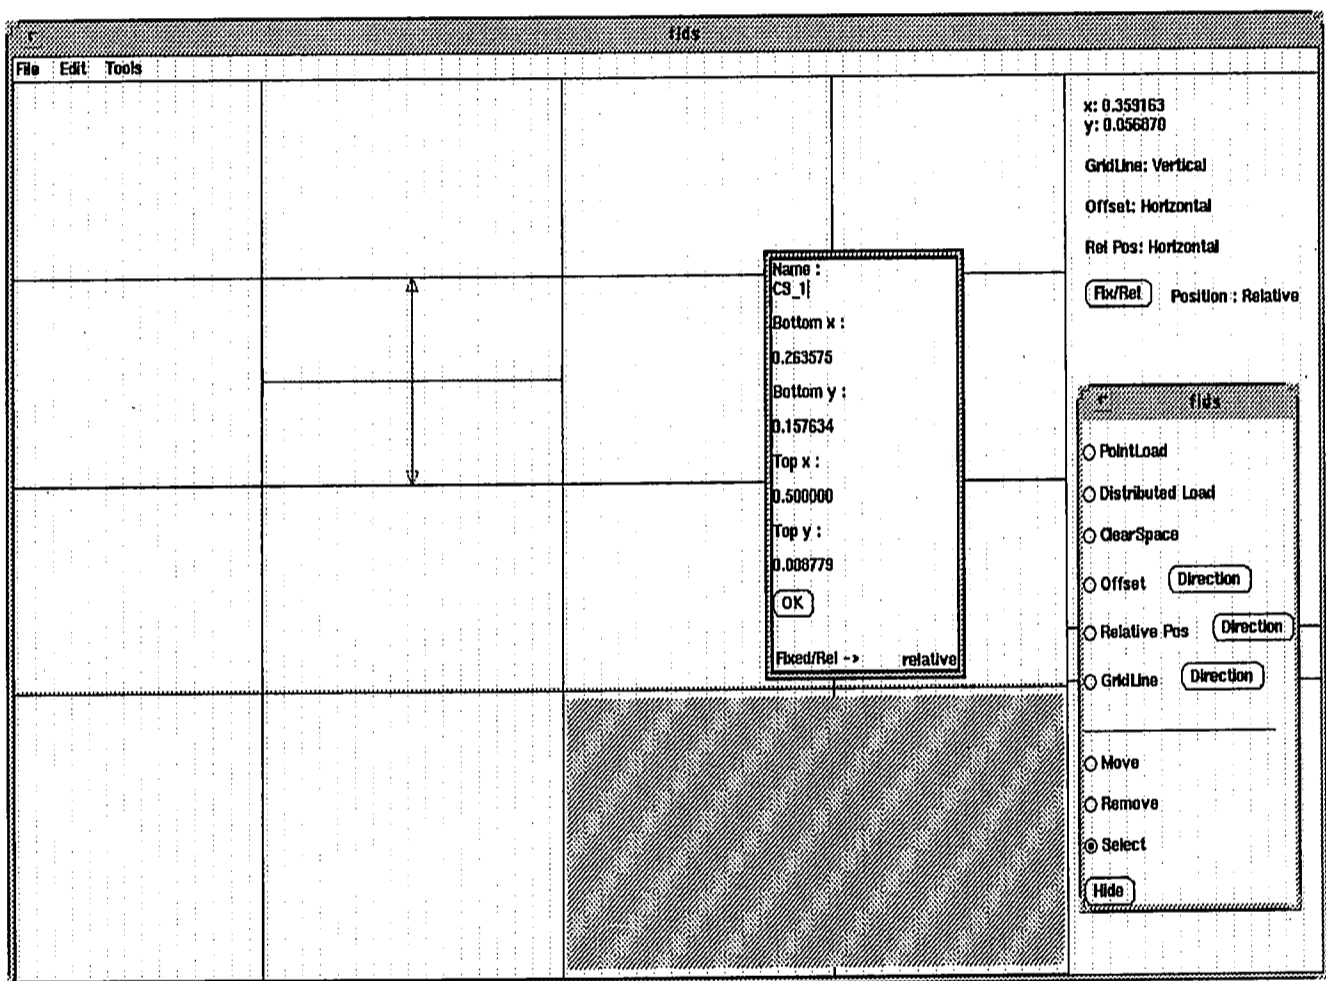 fids
File Edit Tools
x: 0.359163
y: 0.056870
GridLine: Vertical
Offset: Horizontal
Rel Pos: Horizontal
Fix/Rel Position : Relative
Name :
CS_1
Bottom x :
0.263575
Bottom y :
0.157634
Top x :
0.500000
Top y :
0.008779
OK
Fixed/Rel -> relative
fids
PointLoad
Distributed Load
ClearSpace
Offset Direction
Relative Pos Direction
GridLine Direction
Move
Remove
Select
Hide